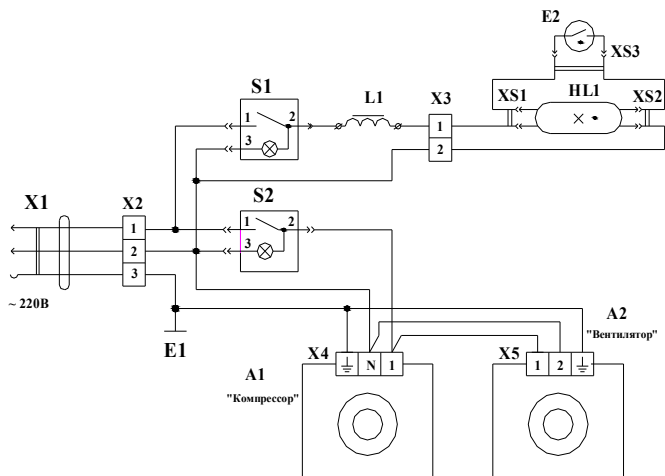 E2
XS3
S1
L1
X3
XS1
HL1
XS2
1
2
3
1
2
X1
X2
S2
1
2
3
1
2
3
~ 220В
E1
X4
N
1
A1
"Компрессор"
X5
1
2
A2
"Вентилятор"